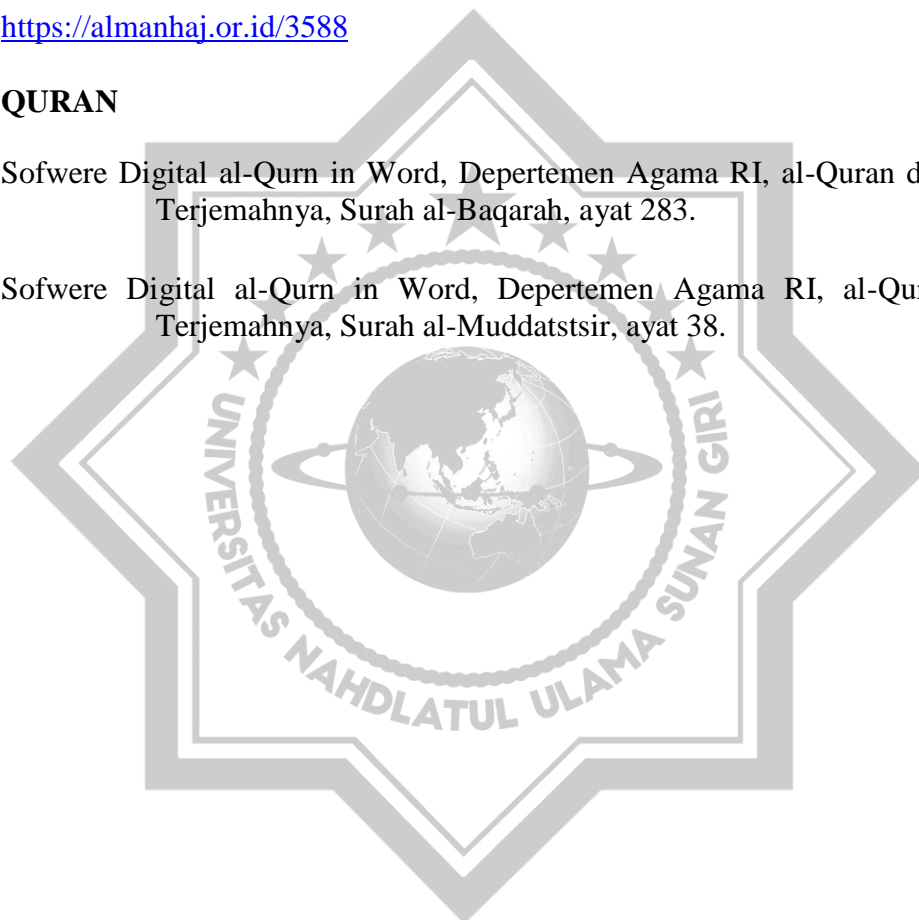 https://almanhaj.or.id/3588
QURAN
Sofwere Digital al-Qurn in Word, Depertemen Agama RI, al-Quran d
Terjemahnya, Surah al-Baqarah, ayat 283.
Sofwere Digital al-Qurn in Word, Depertemen Agama RI, al-Qur
Terjemahnya, Surah al-Muddatstsir, ayat 38.
UNIVERSITAS NAHDLATUL ULAMA SUNAN GIRI